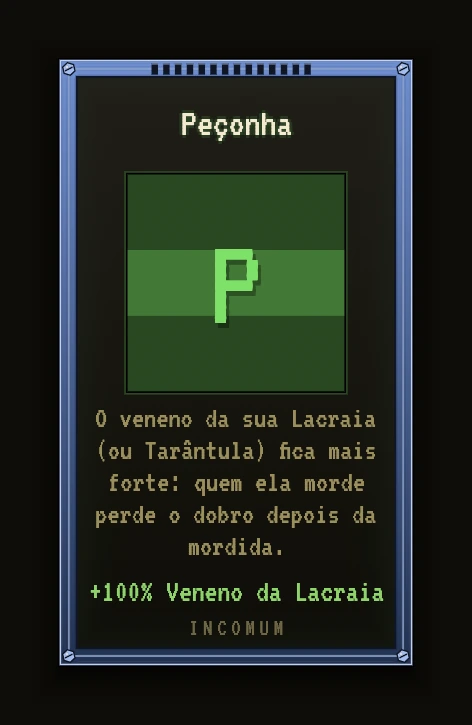 Peçonha
P
O veneno da sua Lacraia
(ou Tarântula) fica mais
forte: quem ela morde
perde o dobro depois da
mordida.
+100% Veneno da Lacraia
INCOMUM